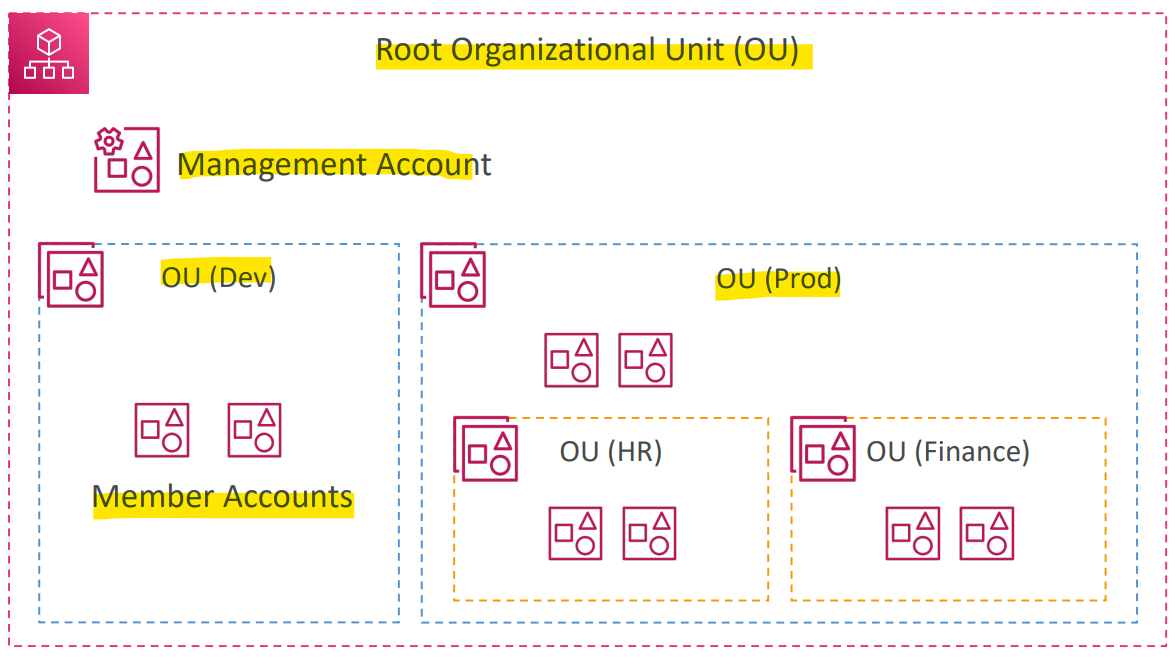 Root Organizational Unit (OU)
Management Account
OU (Dev)
OU (Prod)
OU (HR)
OU (Finance)
Member Accounts